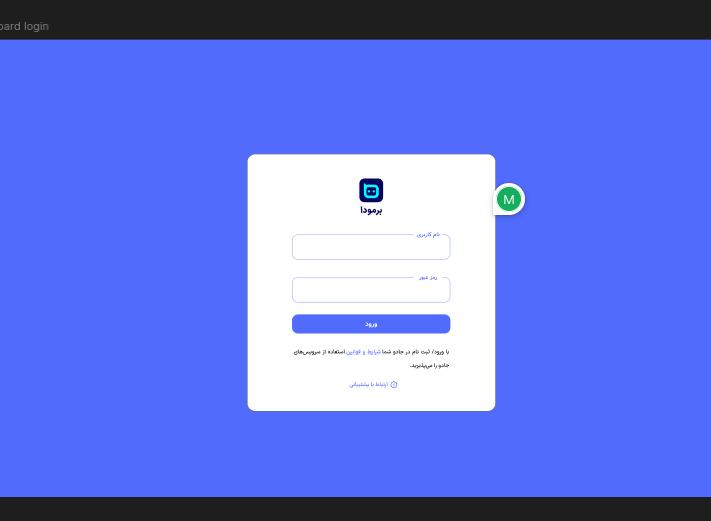 oard login
برمودا
M
نام کاربری
رمز عبور
ورود
با ورود/ ثبت نام در جادو شما شرایط و قوانین استفاده از سرویس‌های
جادو را می‌پذیرید.
ارتباط با پشتیبانی